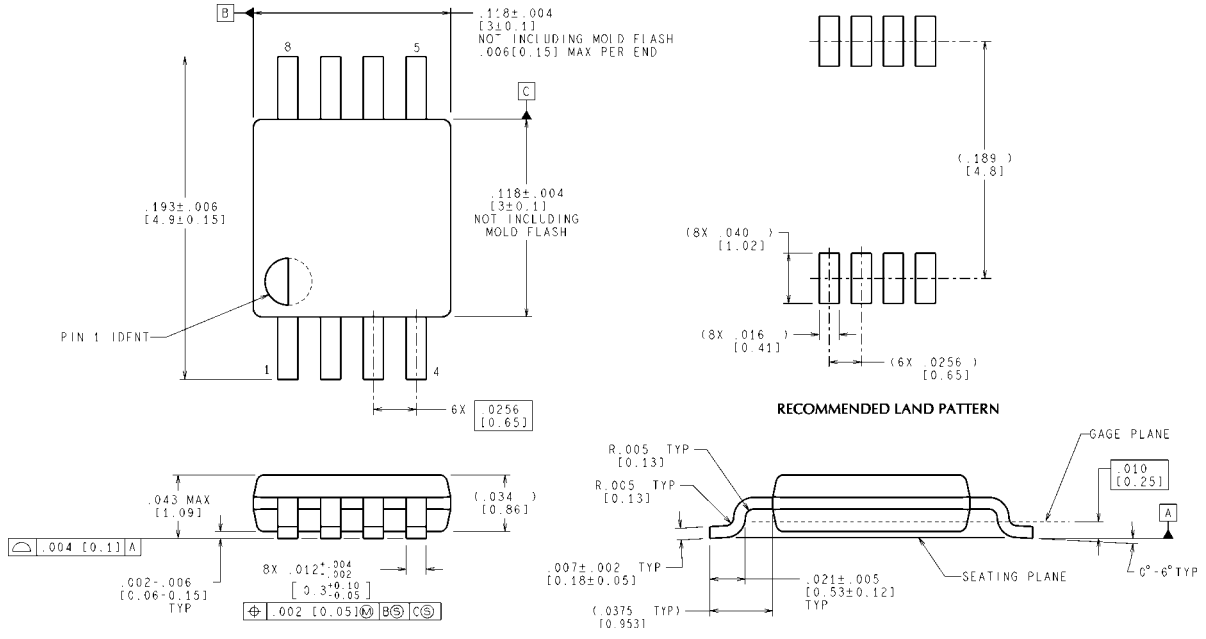 B
.118±.004
[3±0.1]
NOT INCLUDING MOLD FLASH
.006[0.15] MAX PER END
8
5
C
.193±.006
[4.9±0.15]
.118±.004
[3±0.1]
NOT INCLUDING
MOLD FLASH
PIN 1 IDENT
1
4
6X .0256
[0.65]
(.189 )
[4.8]
(8X .040 )
[1.02]
(8X .016 )
[0.41]
(6X .0256 )
[0.65]
RECOMMENDED LAND PATTERN
.043 MAX
[1.09]
(.034 )
[0.86]
⌓ .004 [0.1] A
.002-.006
[0.06-0.15]
TYP
8X .012 +.004 -.002
[0.3 +0.10 -0.05]
⌖ .002 [0.05] Ⓜ B Ⓢ C Ⓢ
R.005 TYP
[0.13]
R.005 TYP
[0.13]
GAGE PLANE
.010
[0.25]
A
.007±.002 TYP
[0.18±0.05]
.021±.005
[0.53±0.12]
TYP
SEATING PLANE
0°-6° TYP
(.0375 TYP)
[0.953]